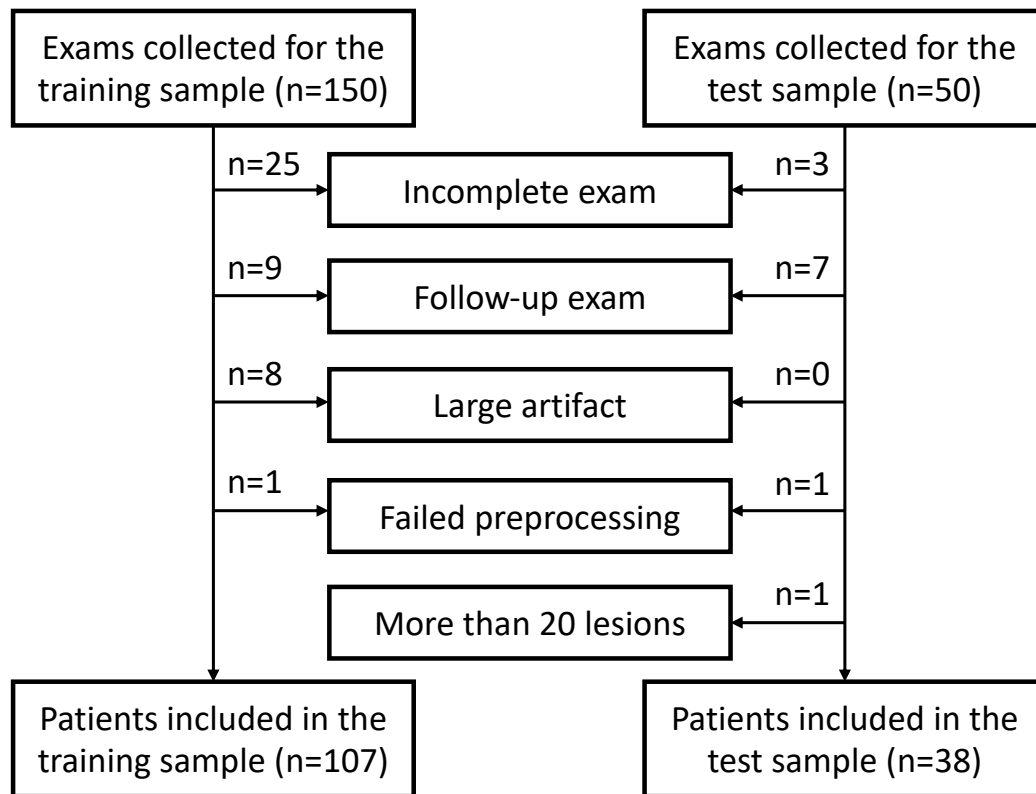 Exams collected for the
training sample (n=150)
Exams collected for the
test sample (n=50)
n=25
Incomplete exam
n=3
n=9
Follow-up exam
n=7
n=8
Large artifact
n=0
n=1
Failed preprocessing
n=1
More than 20 lesions
n=1
Patients included in the
training sample (n=107)
Patients included in the
test sample (n=38)